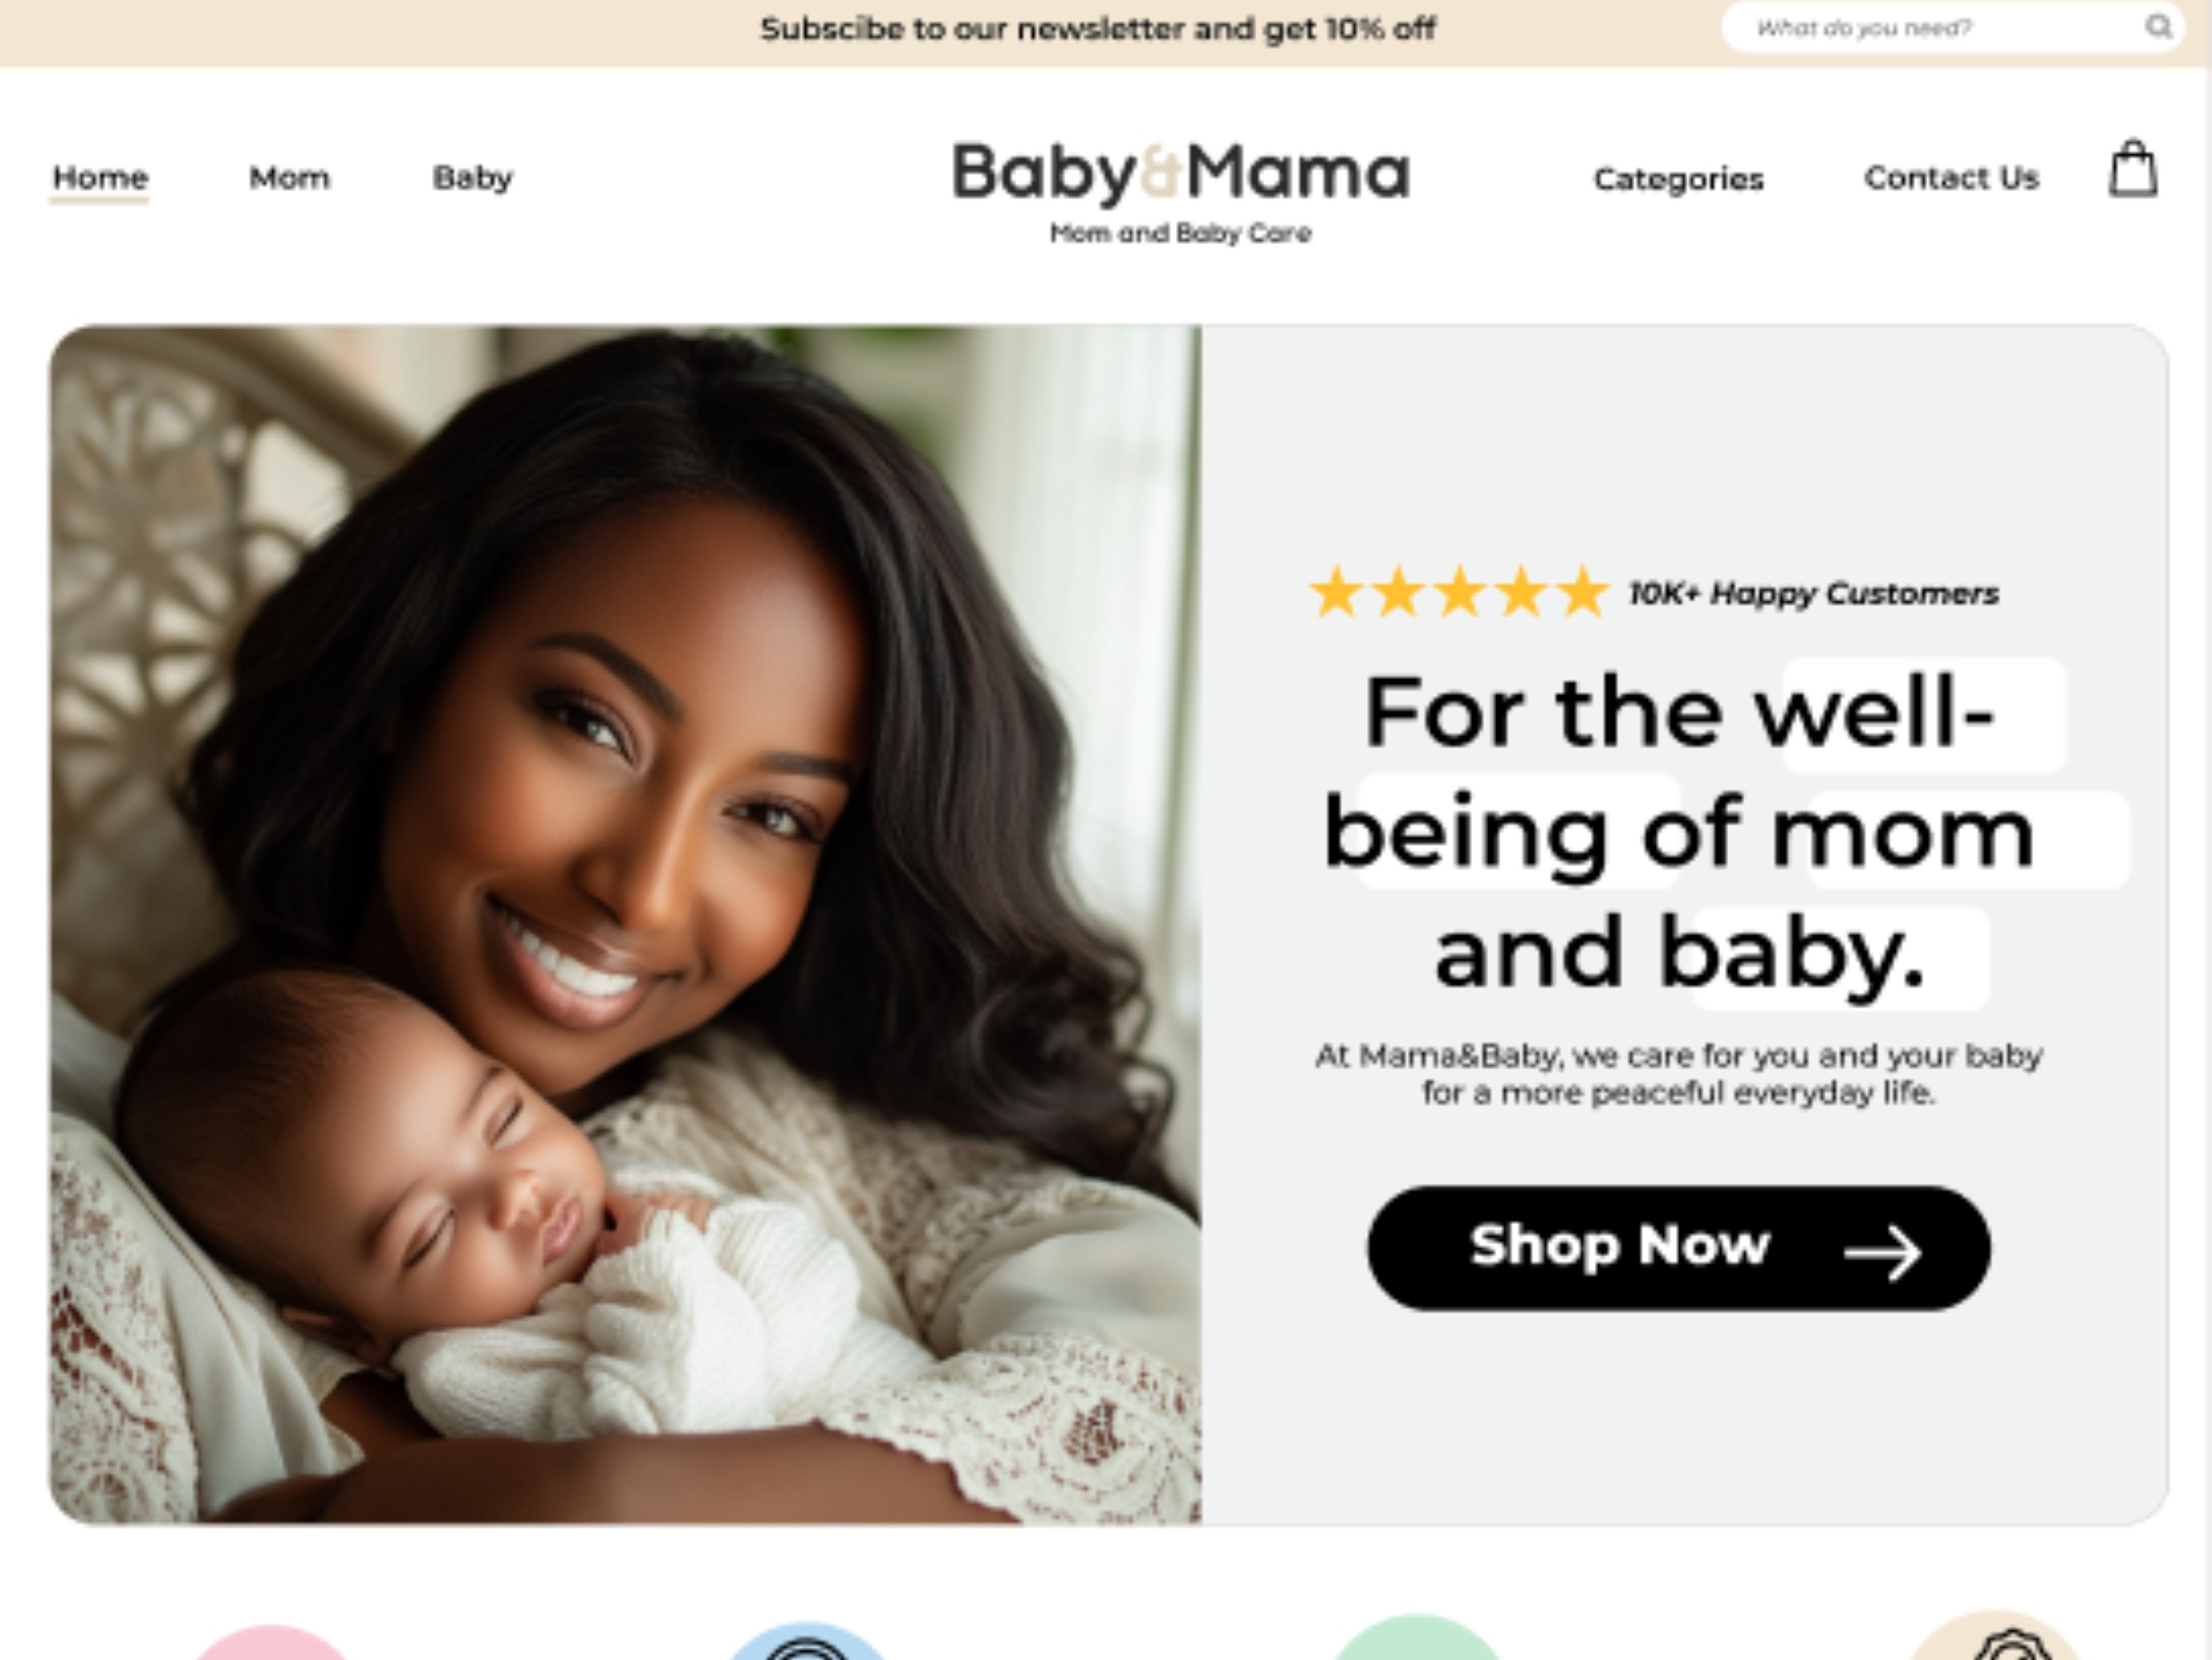 Subscibe to our newsletter and get 10% off
What do you need?
Home
Mom
Baby
Baby&Mama
Mom and Baby Care
Categories
Contact Us
10K+ Happy Customers
For the well-
being of mom
and baby.
At Mama&Baby, we care for you and your baby
for a more peaceful everyday life.
Shop Now